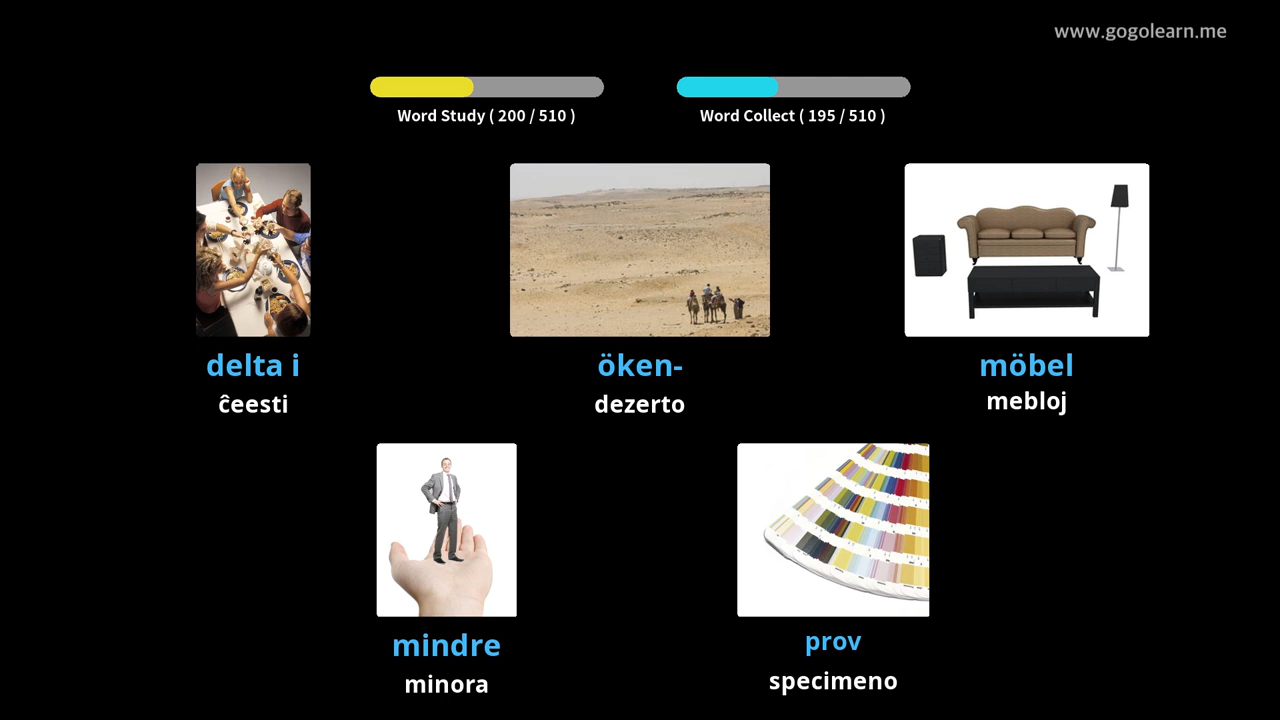 www.gogolearn.me
Word Study ( 200 / 510 )
Word Collect ( 195 / 510 )
delta i
ĉeesti
öken-
dezerto
möbel
mebloj
mindre
minora
prov
specimeno